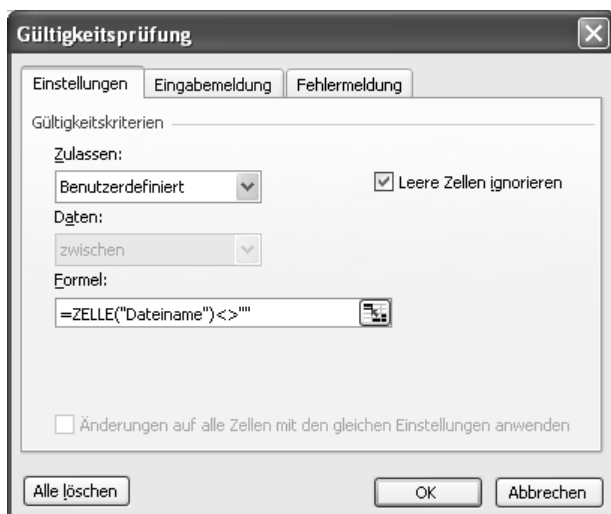 Gültigkeitsprüfung
Einstellungen Eingabemeldung Fehlermeldung
Gültigkeitskriterien
Zulassen:
Benutzerdefiniert Leere Zellen ignorieren
Daten:
zwischen
Formel:
=ZELLE("Dateiname")<>""
Änderungen auf alle Zellen mit den gleichen Einstellungen anwenden
Alle löschen OK Abbrechen